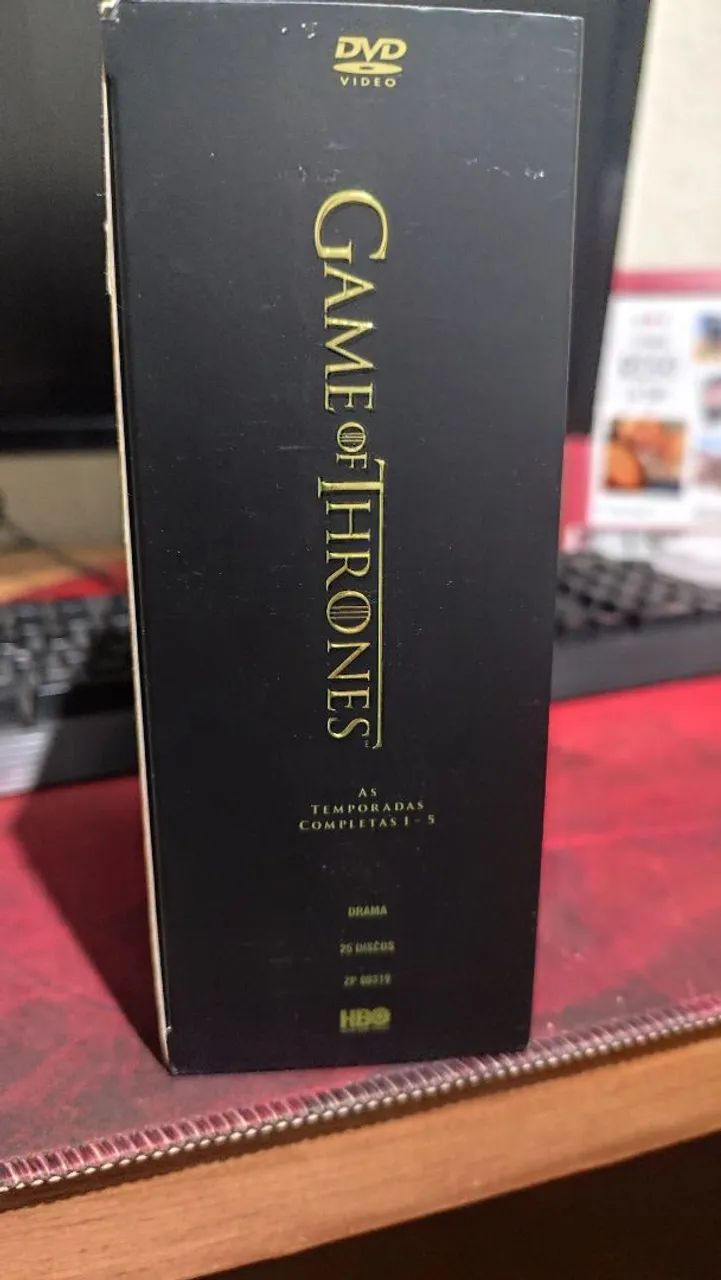 DVD
VIDEO
GAME OF THRONES
AS
TEMPORADAS
COMPLETAS 1 - 5
DRAMA
25 DISCOS
HBO